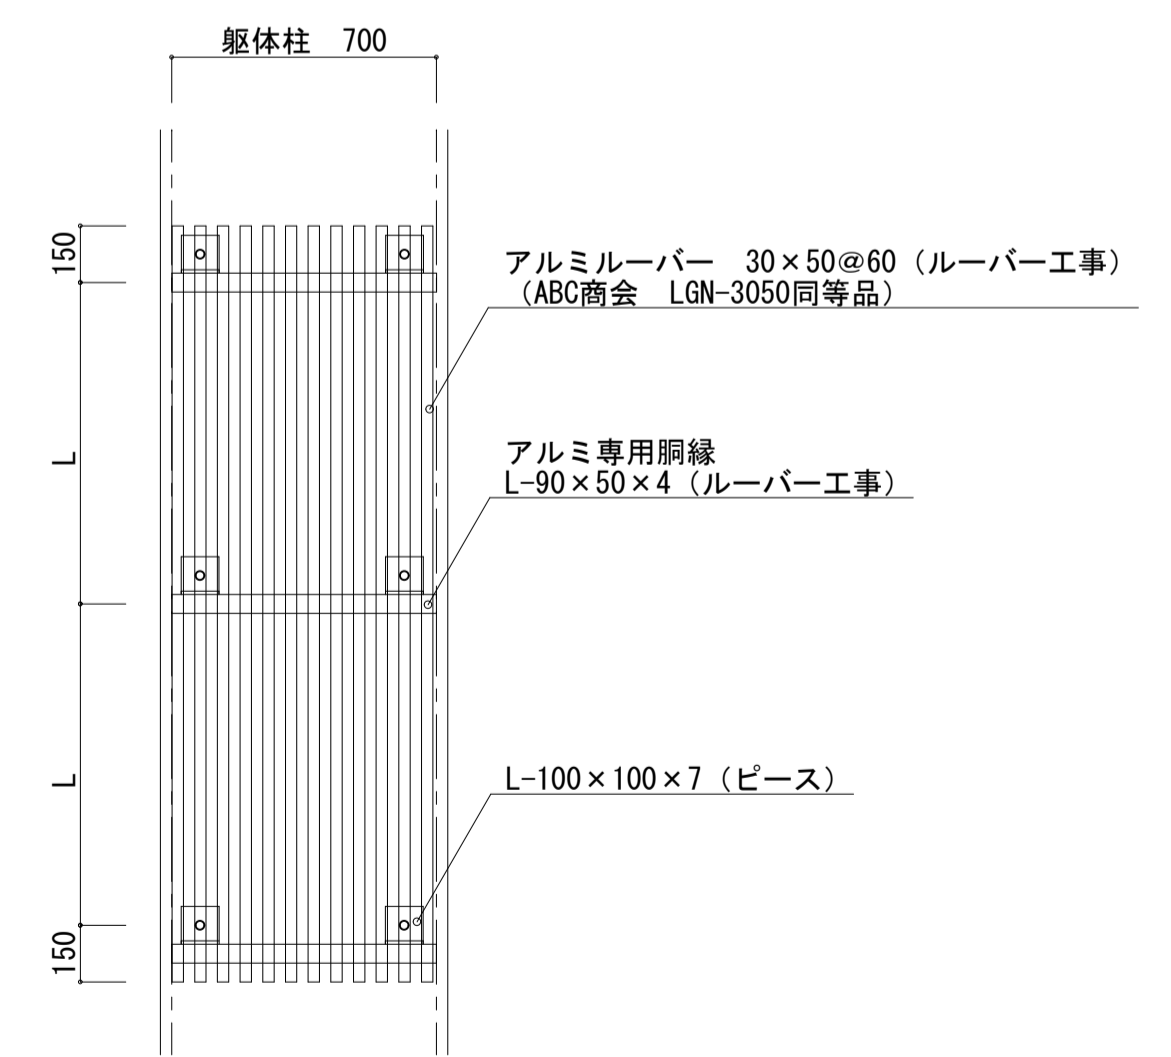 躯体柱　700
150
アルミルーバー　30×50@60（ルーバー工事）
（ABC商会　LGN-3050同等品）
L
アルミ専用胴縁
L-90×50×4（ルーバー工事）
L
L-100×100×7（ピース）
150